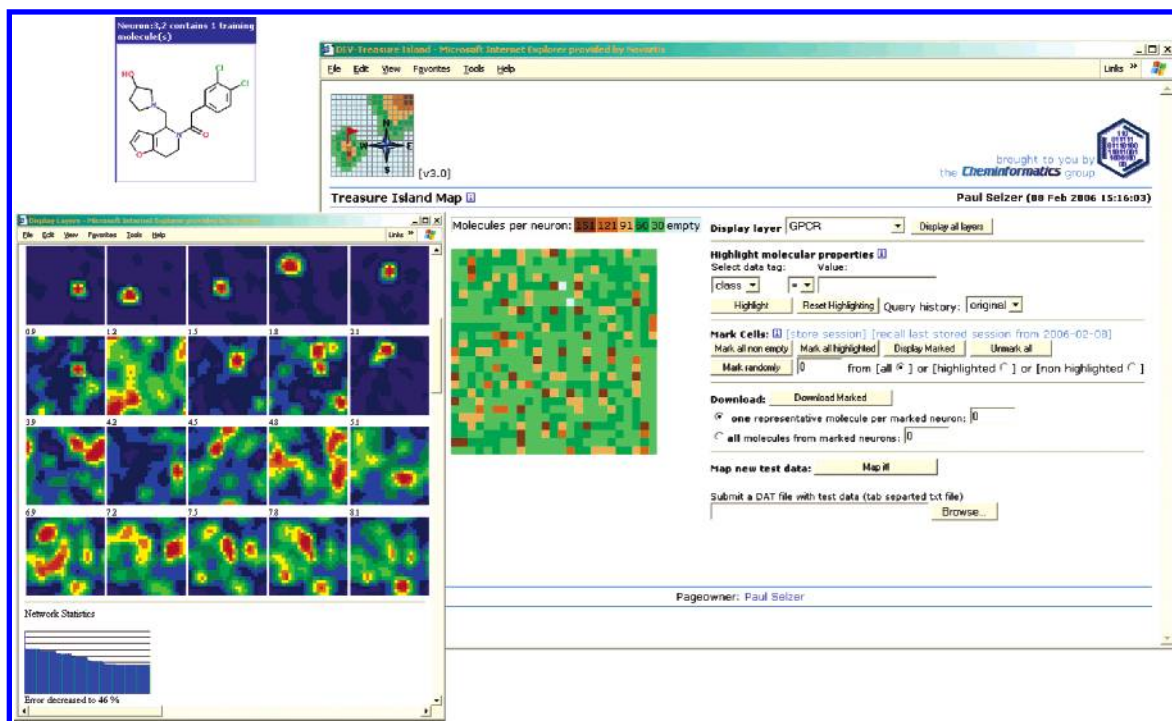 Neuron:3,2 contains 1 training
molecule(s)
HO
Cl
Cl
N
N
O
O
DEV-Treasure Island - Microsoft Internet Explorer provided by Novartis
File Edit View Favorites Tools Help
Links »
N
W E
S
[v3.0]
brought to you by
the Cheminformatics group
Treasure Island Map
Paul Selzer (08 Feb 2006 15:16:03)
Molecules per neuron: 151 121 91 60 30 empty
Display layer GPCR Display all layers
Highlight molecular properties
Select data tag: Value:
class =
Highlight Reset Highlighting Query history: original
Mark Cells: [store session] [recall last stored session from 2006-02-08]
Mark all non empty Mark all highlighted Display Marked Unmark all
Mark randomly 0 from [all ] or [highlighted ] or [non highlighted ]
Download: Download Marked
one representative molecule per marked neuron: 0
all molecules from marked neurons: 0
Map new test data: Map it!
Submit a DAT file with test data (tab separted txt file)
Browse...
Pageowner: Paul Selzer
Display Layers - Microsoft Internet Explorer provided by
File Edit View Favorites Tools Help
Links »
0.9 1.2 1.5 1.8 2.1
3.9 4.2 4.5 4.8 5.1
6.9 7.2 7.5 7.8 8.1
Network Statistics
Error decreased to 46 %